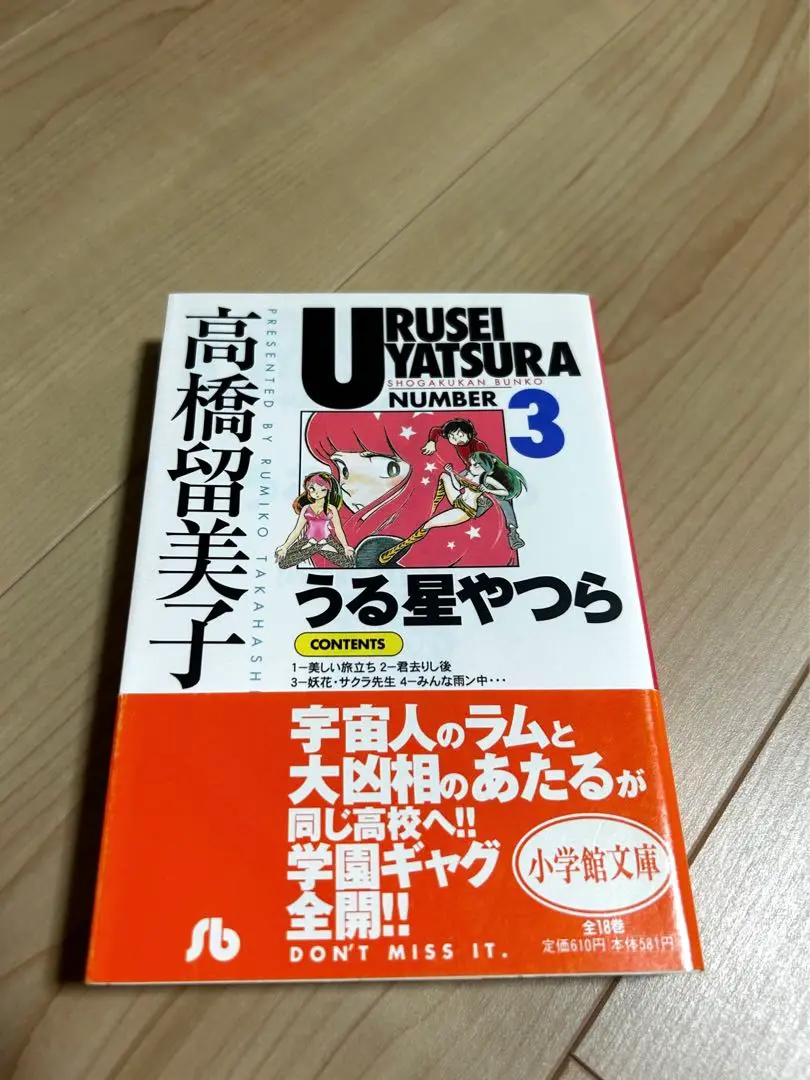 高橋留美子
PRESENTED BY RUMIKO TAKAHASHI
URUSEI
YATSURA
SHOGAKUKAN BUNKO
NUMBER 3
うる星やつら
CONTENTS
1−美しい旅立ち 2−君去りし後
3−妖花・サクラ先生 4−みんな雨ン中・・・
宇宙人のラムと
大凶相のあたるが
同じ高校へ!!
学園ギャグ
全開!!
DON'T MISS IT.
小学館文庫
全18巻
定価610円 本体581円
Sb